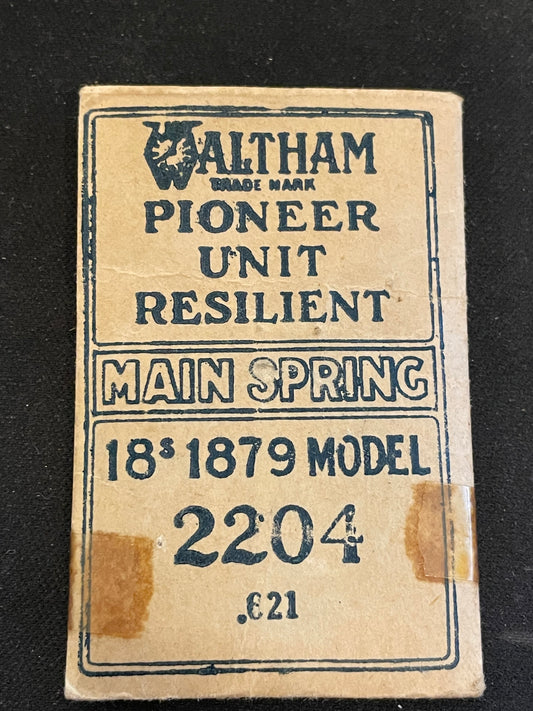 WALTHAM
TRADE MARK
PIONEER
UNIT
RESILIENT
MAIN SPRING
18s 1879 MODEL
2204
.621